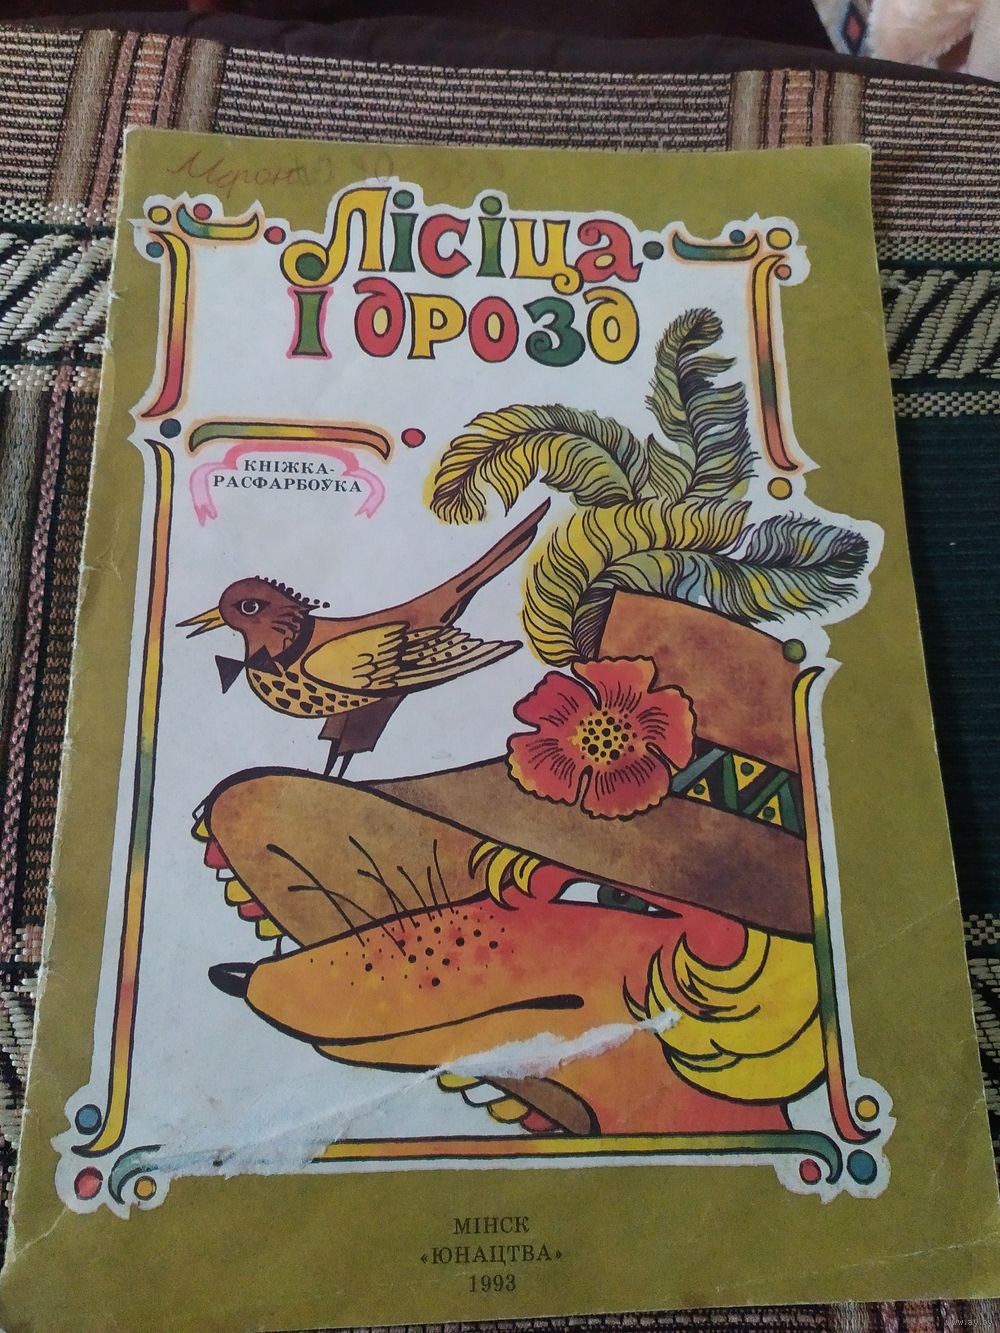 Лісіца
і дрозд
КНІЖКА-
РАСФАРБОЎКА
МІНСК
«ЮНАЦТВА»
1993